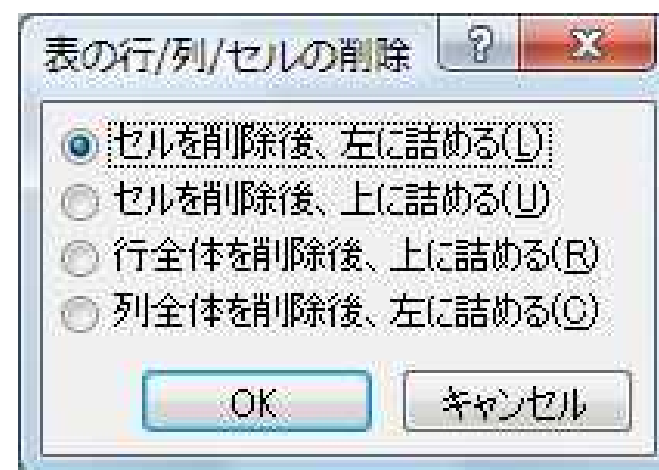 表の行/列/セルの削除 ?
セルを削除後、左に詰める(L)
セルを削除後、上に詰める(U)
行全体を削除後、上に詰める(R)
列全体を削除後、左に詰める(C)
OK キャンセル